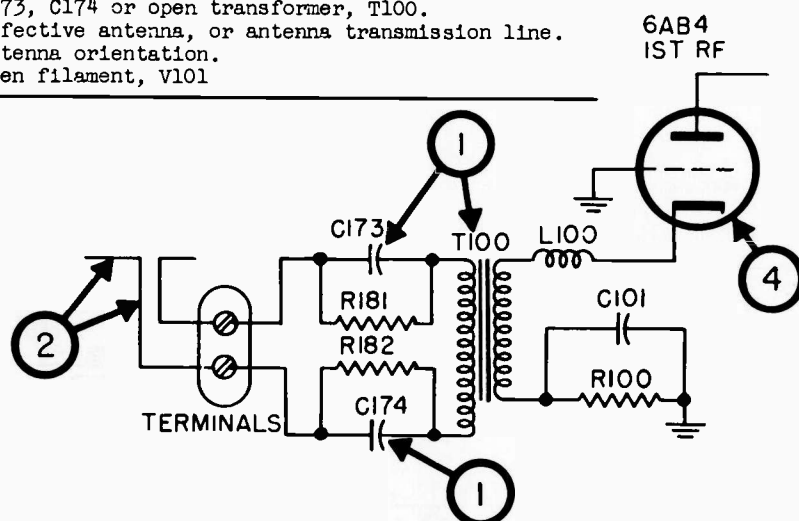 73, C174 or open transformer, T100.
fective antenna, or antenna transmission line.
tenna orientation.
en filament, V101
6AB4
1ST RF
1
C173
T100
L100
4
C101
R181
2
R182
R100
C174
TERMINALS
1